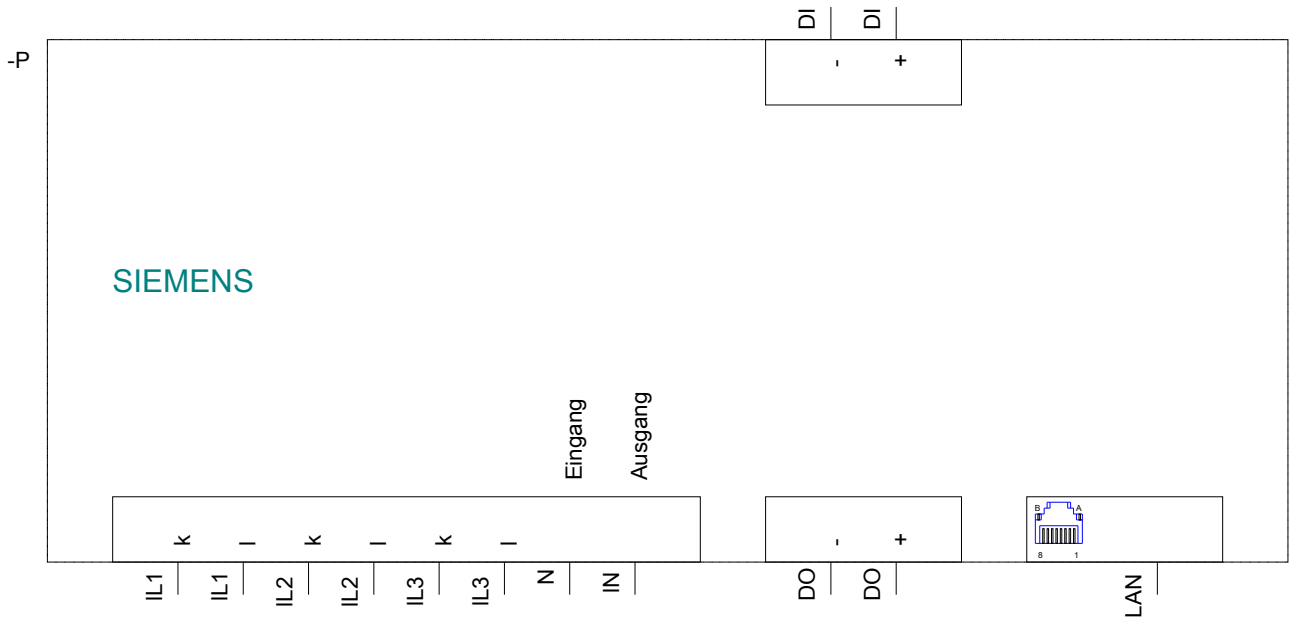 DI DI
-P
- +
SIEMENS
Eingang Ausgang
k l k l k l
- +
B A
8 1
IL1 IL1 IL2 IL2 IL3 IL3 N IN
DO DO
LAN